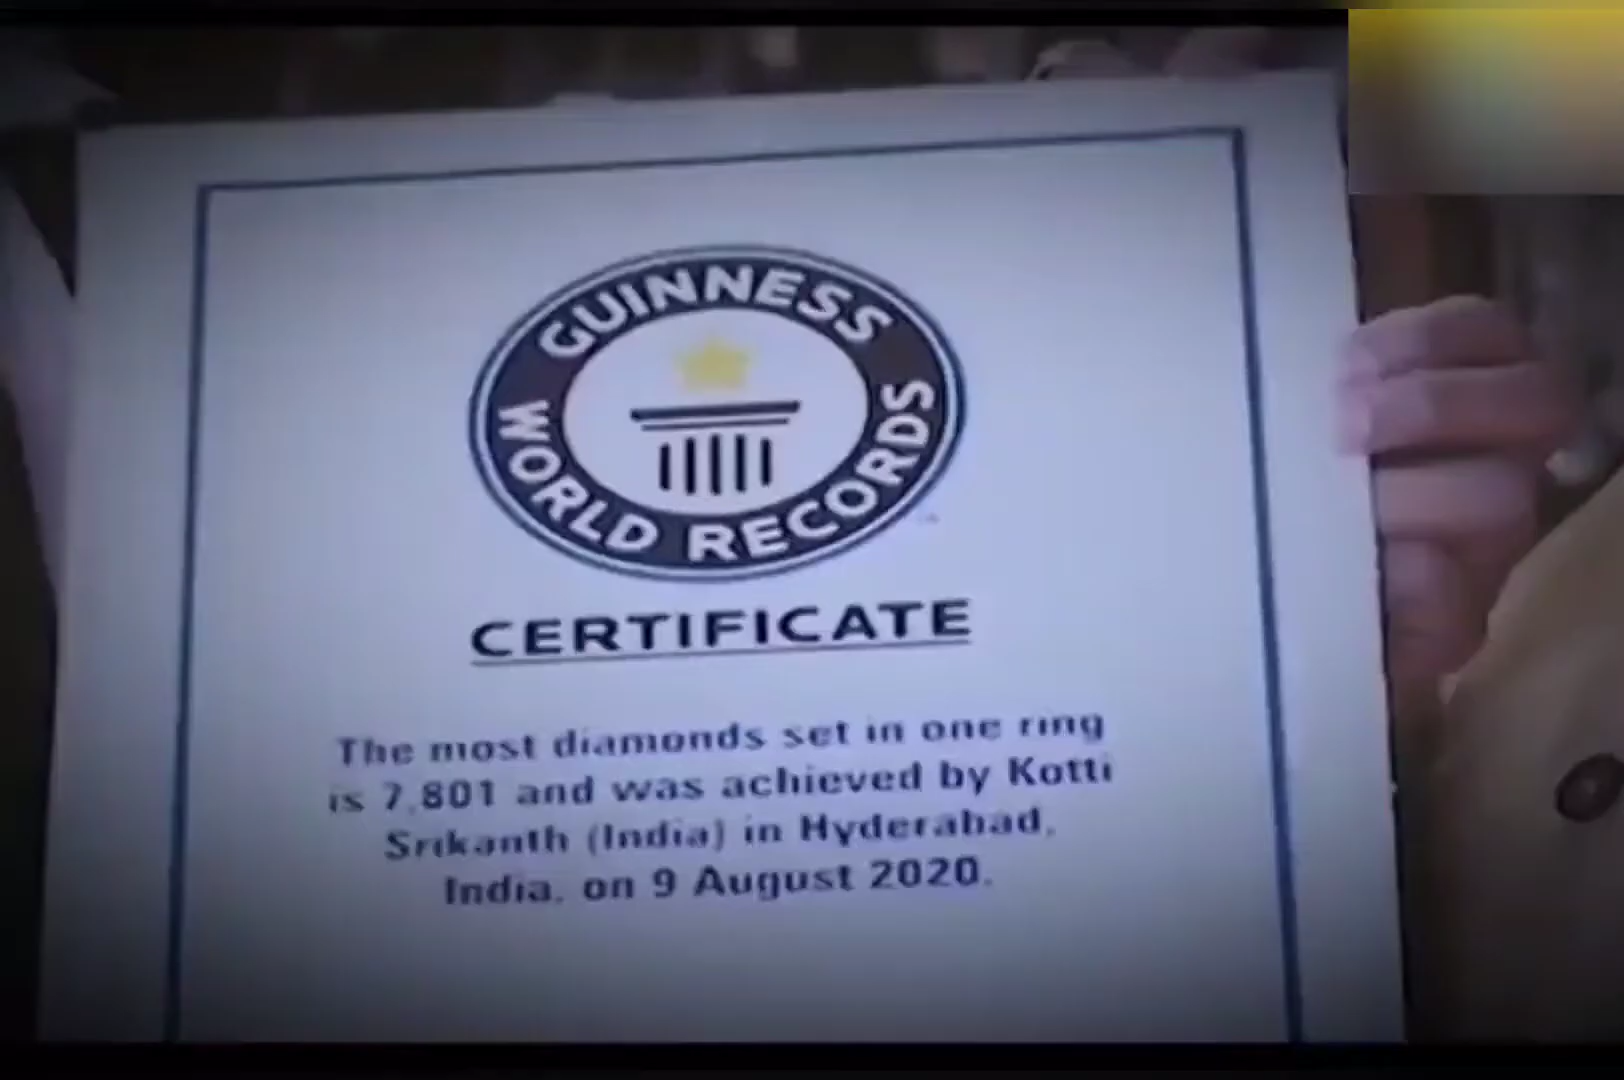 GUINNESS
WORLD RECORDS
CERTIFICATE
The most diamonds set in one ring
is 7,801 and was achieved by Kotti
Srikanth (India) in Hyderabad,
India, on 9 August 2020.